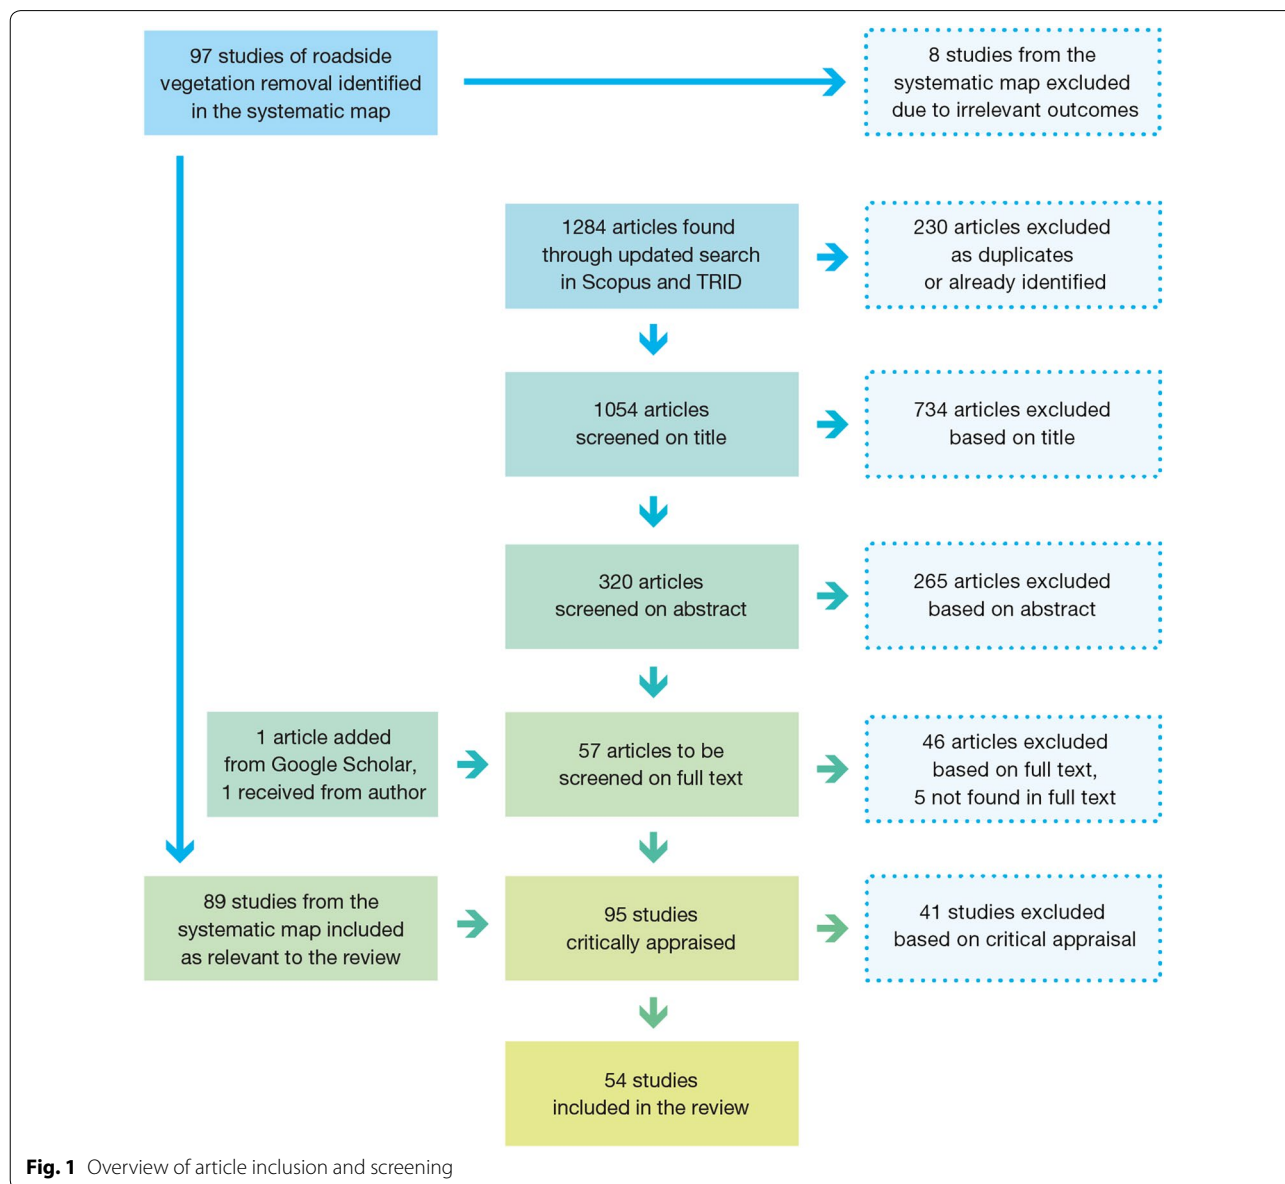 97 studies of roadside
vegetation removal identified
in the systematic map
8 studies from the
systematic map excluded
due to irrelevant outcomes
1284 articles found
through updated search
in Scopus and TRID
230 articles excluded
as duplicates
or already identified
1054 articles
screened on title
734 articles excluded
based on title
320 articles
screened on abstract
265 articles excluded
based on abstract
1 article added
from Google Scholar,
1 received from author
57 articles to be
screened on full text
46 articles excluded
based on full text,
5 not found in full text
89 studies from the
systematic map included
as relevant to the review
95 studies
critically appraised
41 studies excluded
based on critical appraisal
54 studies
included in the review
Fig. 1 Overview of article inclusion and screening